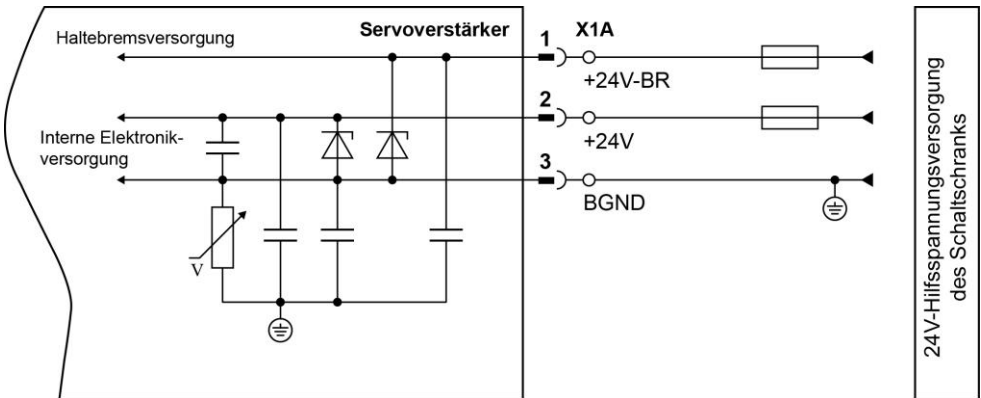 Servoverstärker
X1A
Haltebremsversorgung
1
+24V-BR
2
+24V
Interne Elektronik-
versorgung
3
BGND
V
24V-Hilfsspannungsversorgung
des Schaltschranks